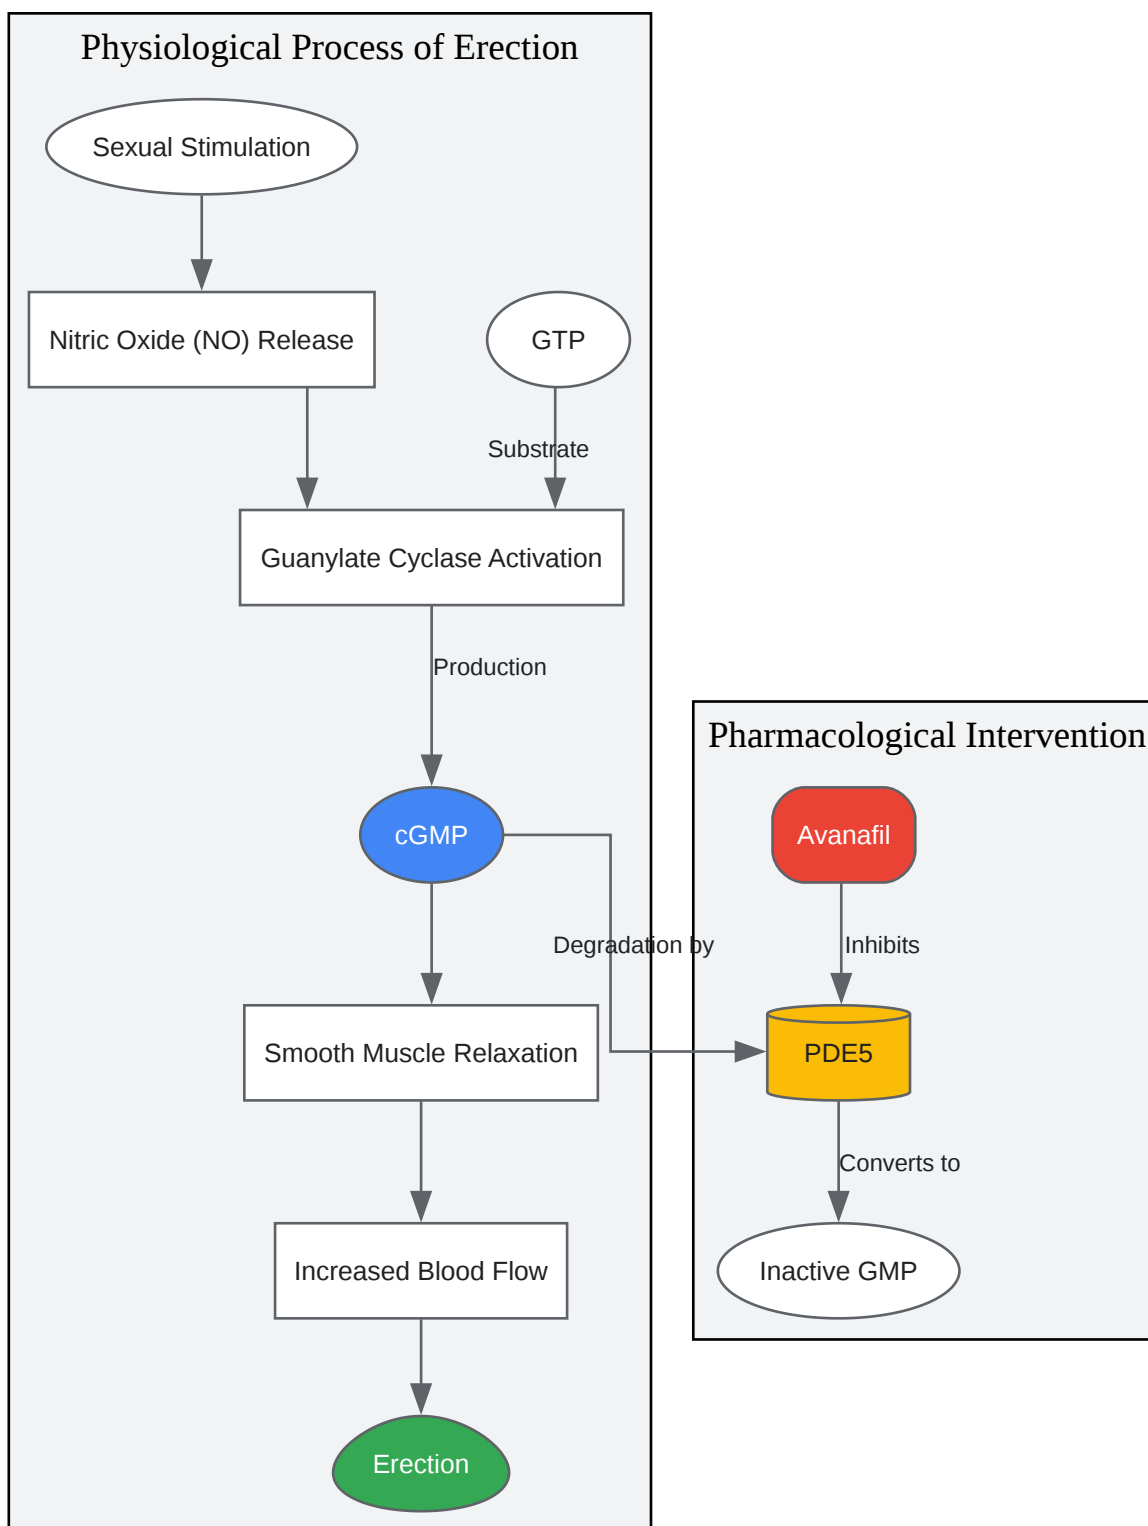 Physiological Process of Erection
Sexual Stimulation
Nitric Oxide (NO) Release
GTP
Substrate
Guanylate Cyclase Activation
Production
cGMP
Degradation by
Smooth Muscle Relaxation
Increased Blood Flow
Erection
Pharmacological Intervention
Avanafil
Inhibits
PDE5
Converts to
Inactive GMP